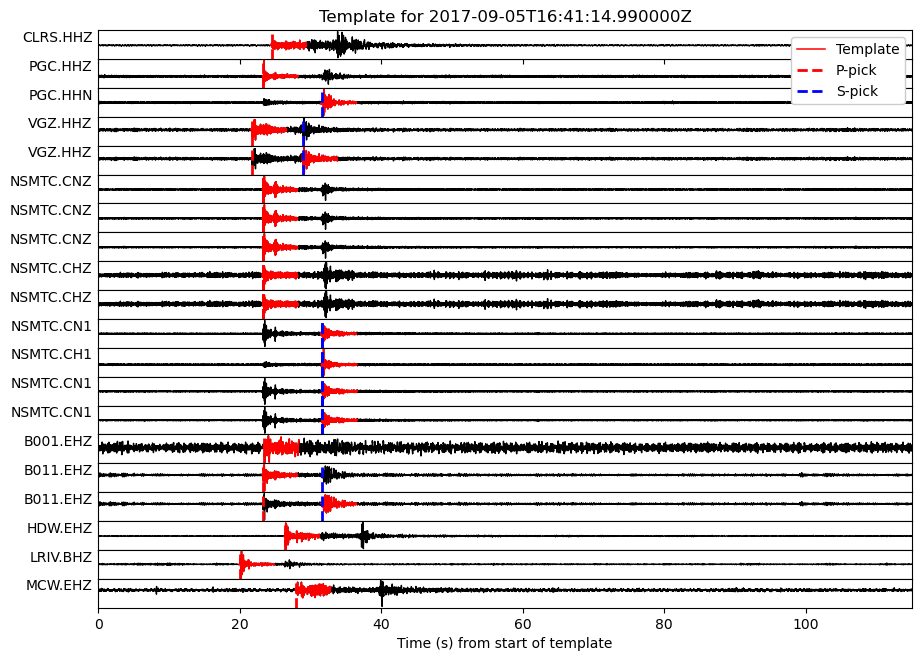 Template for 2017-09-05T16:41:14.990000Z
CLRS.HHZ
PGC.HHZ
PGC.HHN
VGZ.HHZ
VGZ.HHZ
NSMTC.CNZ
NSMTC.CNZ
NSMTC.CNZ
NSMTC.CHZ
NSMTC.CHZ
NSMTC.CN1
NSMTC.CH1
NSMTC.CN1
NSMTC.CN1
B001.EHZ
B011.EHZ
B011.EHZ
HDW.EHZ
LRIV.BHZ
MCW.EHZ
Template
P-pick
S-pick
0 20 40 60 80 100
Time (s) from start of template